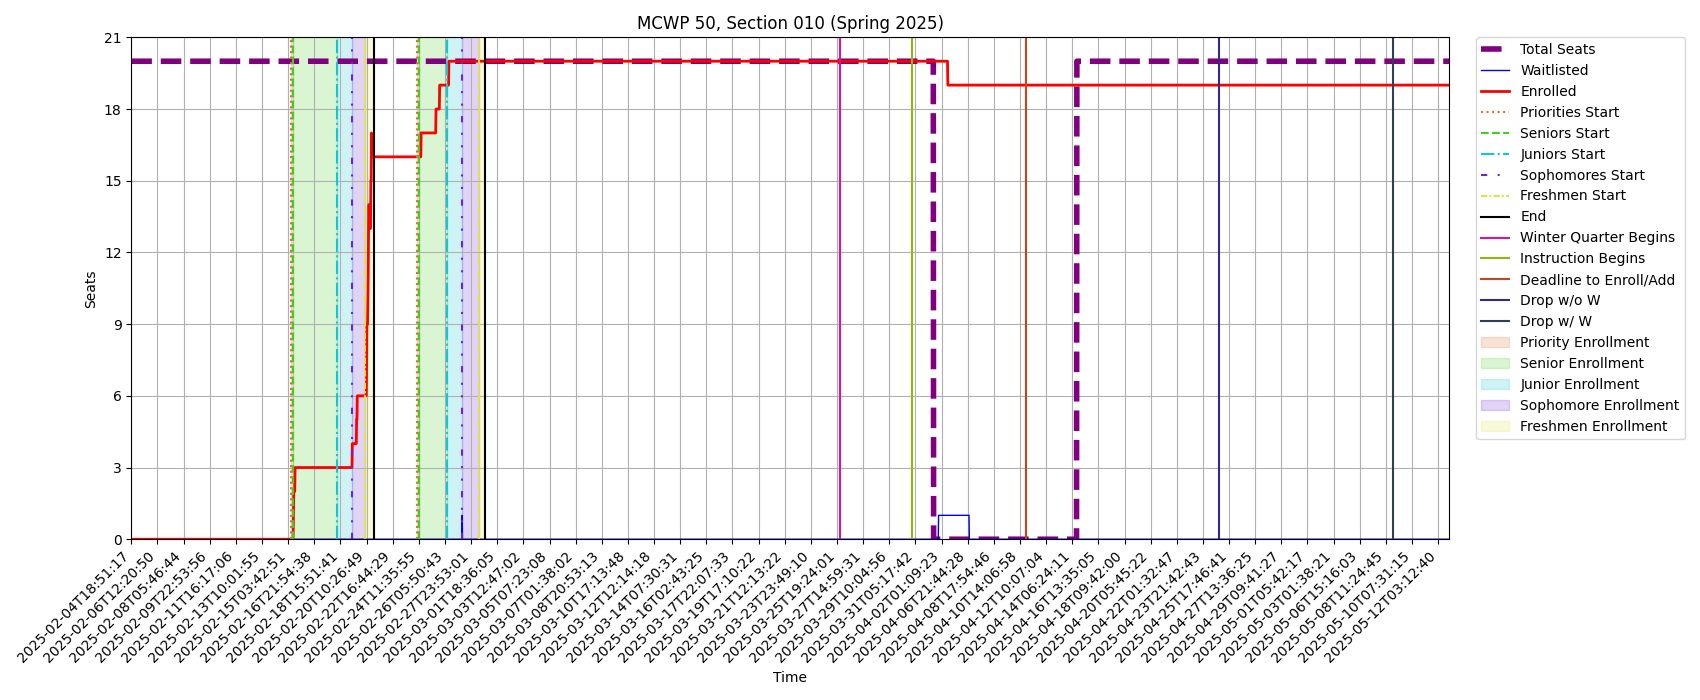 MCWP 50, Section 010 (Spring 2025)
21
18
15
12
9
6
3
0
Seats
2025-02-04T18:51:17
2025-02-06T12:20:50
2025-02-08T05:46:44
2025-02-09T22:53:56
2025-02-11T16:17:06
2025-02-13T10:01:55
2025-02-15T03:42:51
2025-02-16T21:54:38
2025-02-18T15:51:41
2025-02-20T10:26:49
2025-02-22T16:44:29
2025-02-24T11:35:55
2025-02-26T05:50:43
2025-02-27T23:53:01
2025-03-01T18:36:05
2025-03-03T12:47:02
2025-03-05T07:23:08
2025-03-07T01:38:02
2025-03-08T20:53:13
2025-03-10T17:13:48
2025-03-12T12:14:18
2025-03-14T07:30:31
2025-03-16T02:43:25
2025-03-17T22:07:33
2025-03-19T17:10:22
2025-03-21T12:13:22
2025-03-23T23:49:10
2025-03-25T19:24:01
2025-03-27T14:59:31
2025-03-29T10:04:56
2025-03-31T05:17:42
2025-04-02T01:09:23
2025-04-06T21:44:28
2025-04-08T17:54:46
2025-04-10T14:06:58
2025-04-12T10:07:04
2025-04-14T06:24:11
2025-04-16T13:35:05
2025-04-18T09:42:00
2025-04-20T05:45:22
2025-04-22T01:32:47
2025-04-23T21:42:43
2025-04-25T17:46:41
2025-04-27T13:36:25
2025-04-29T09:41:27
2025-05-01T05:42:17
2025-05-03T01:38:21
2025-05-06T15:16:03
2025-05-08T11:24:45
2025-05-10T07:31:15
2025-05-12T03:12:40
Time
Total Seats
Waitlisted
Enrolled
Priorities Start
Seniors Start
Juniors Start
Sophomores Start
Freshmen Start
End
Winter Quarter Begins
Instruction Begins
Deadline to Enroll/Add
Drop w/o W
Drop w/ W
Priority Enrollment
Senior Enrollment
Junior Enrollment
Sophomore Enrollment
Freshmen Enrollment